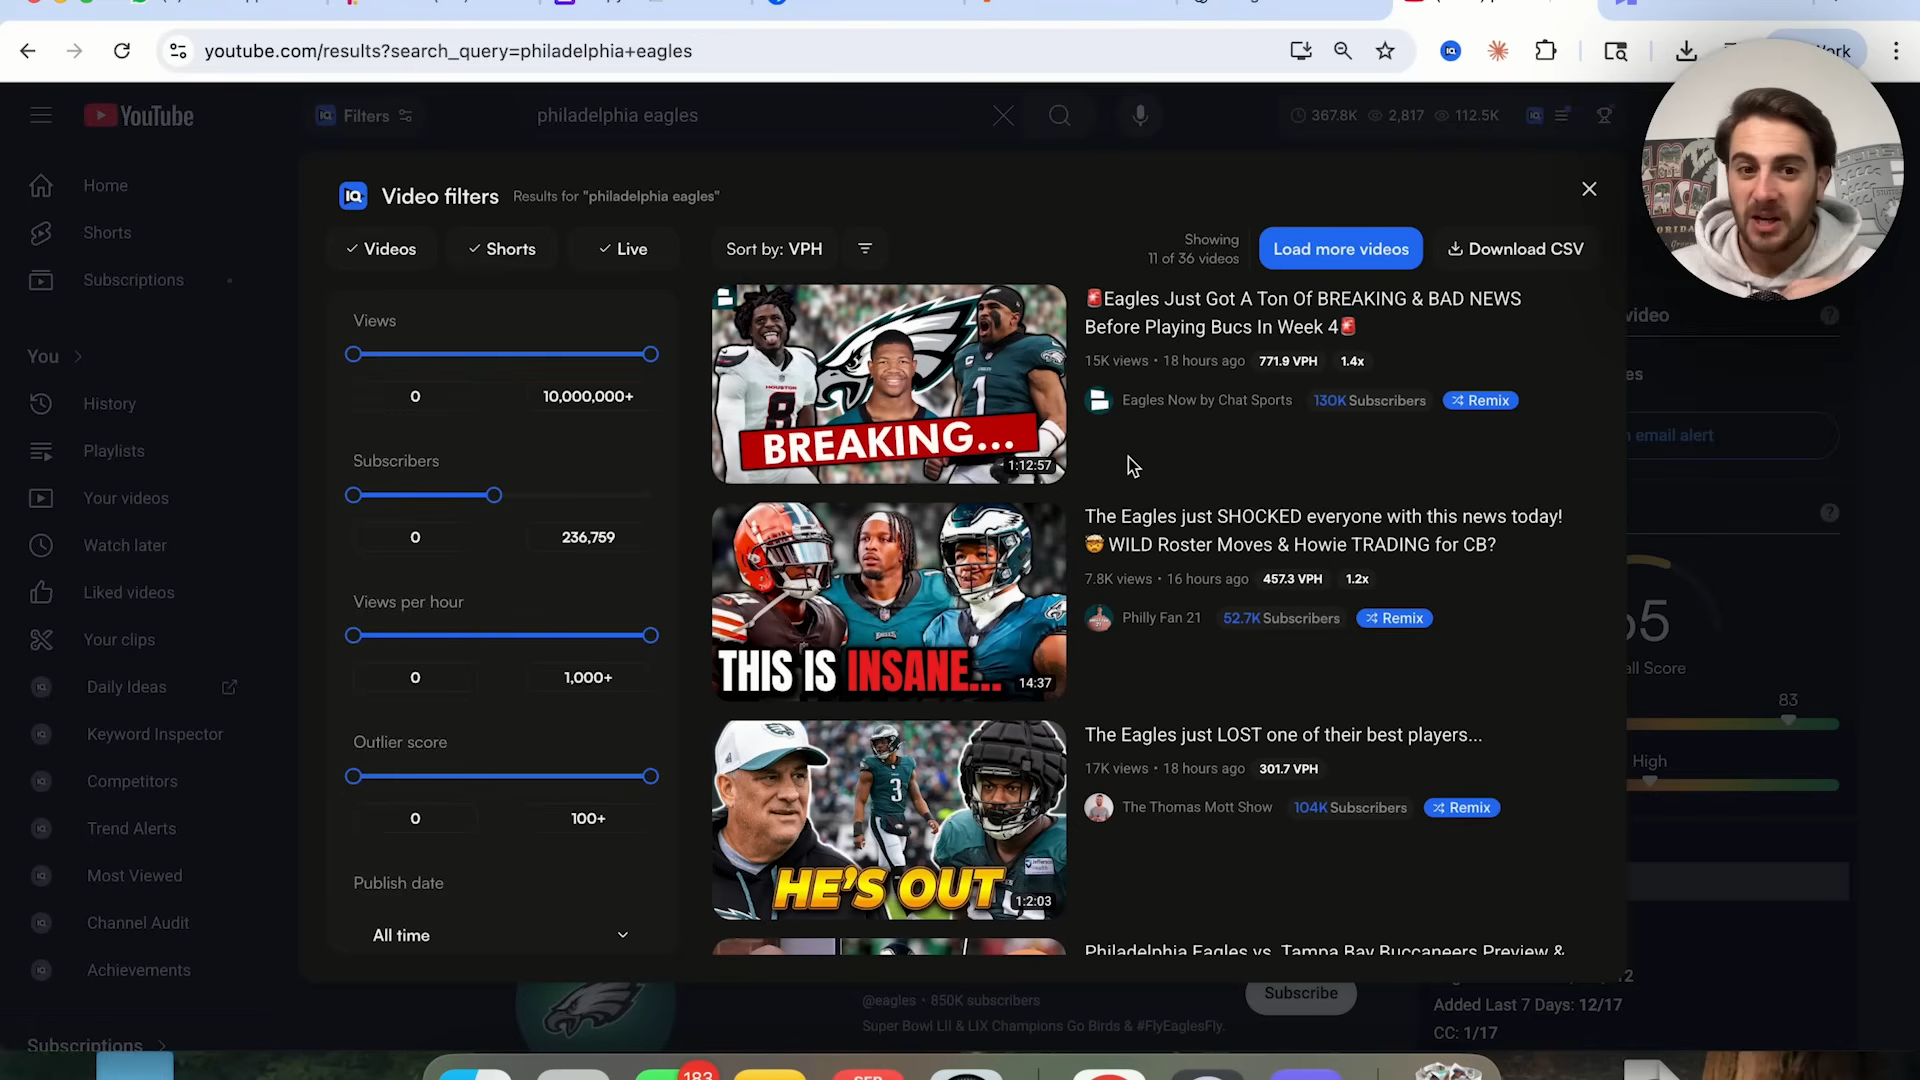 youtube.com/results?search_query=philadelphia+eagles
Work
YouTube
Filters
philadelphia eagles
367.8K
2,817
112.5K
Home
Shorts
Subscriptions
You
History
Playlists
Your videos
Watch later
Liked videos
Your clips
Daily Ideas
Keyword Inspector
Competitors
Trend Alerts
Most Viewed
Channel Audit
Achievements
Subscriptions
IQ Video filters
Results for "philadelphia eagles"
Videos
Shorts
Live
Sort by: VPH
Showing
11 of 36 videos
Load more videos
Download CSV
Views
0
10,000,000+
Subscribers
0
236,759
Views per hour
0
1,000+
Outlier score
0
100+
Publish date
All time
BREAKING...
1:12:57
🚨Eagles Just Got A Ton Of BREAKING & BAD NEWS
Before Playing Bucs In Week 4🚨
15K views • 18 hours ago 771.9 VPH 1.4x
Eagles Now by Chat Sports 130K Subscribers Remix
THIS IS INSANE...
14:37
The Eagles just SHOCKED everyone with this news today!
🤯 WILD Roster Moves & Howie TRADING for CB?
7.8K views • 16 hours ago 457.3 VPH 1.2x
Philly Fan 21 52.7K Subscribers Remix
HE'S OUT
1:2:03
The Eagles just LOST one of their best players...
17K views • 18 hours ago 301.7 VPH
The Thomas Mott Show 104K Subscribers Remix
Philadelphia Eagles vs. Tampa Bay Buccaneers Preview &
@eagles • 850K subscribers
Super Bowl LII & LIX Champions Go Birds & #FlyEaglesFly.
Subscribe
video
email alert
83
High
Added Last 7 Days: 12/17
CC: 1/17
183
SEP